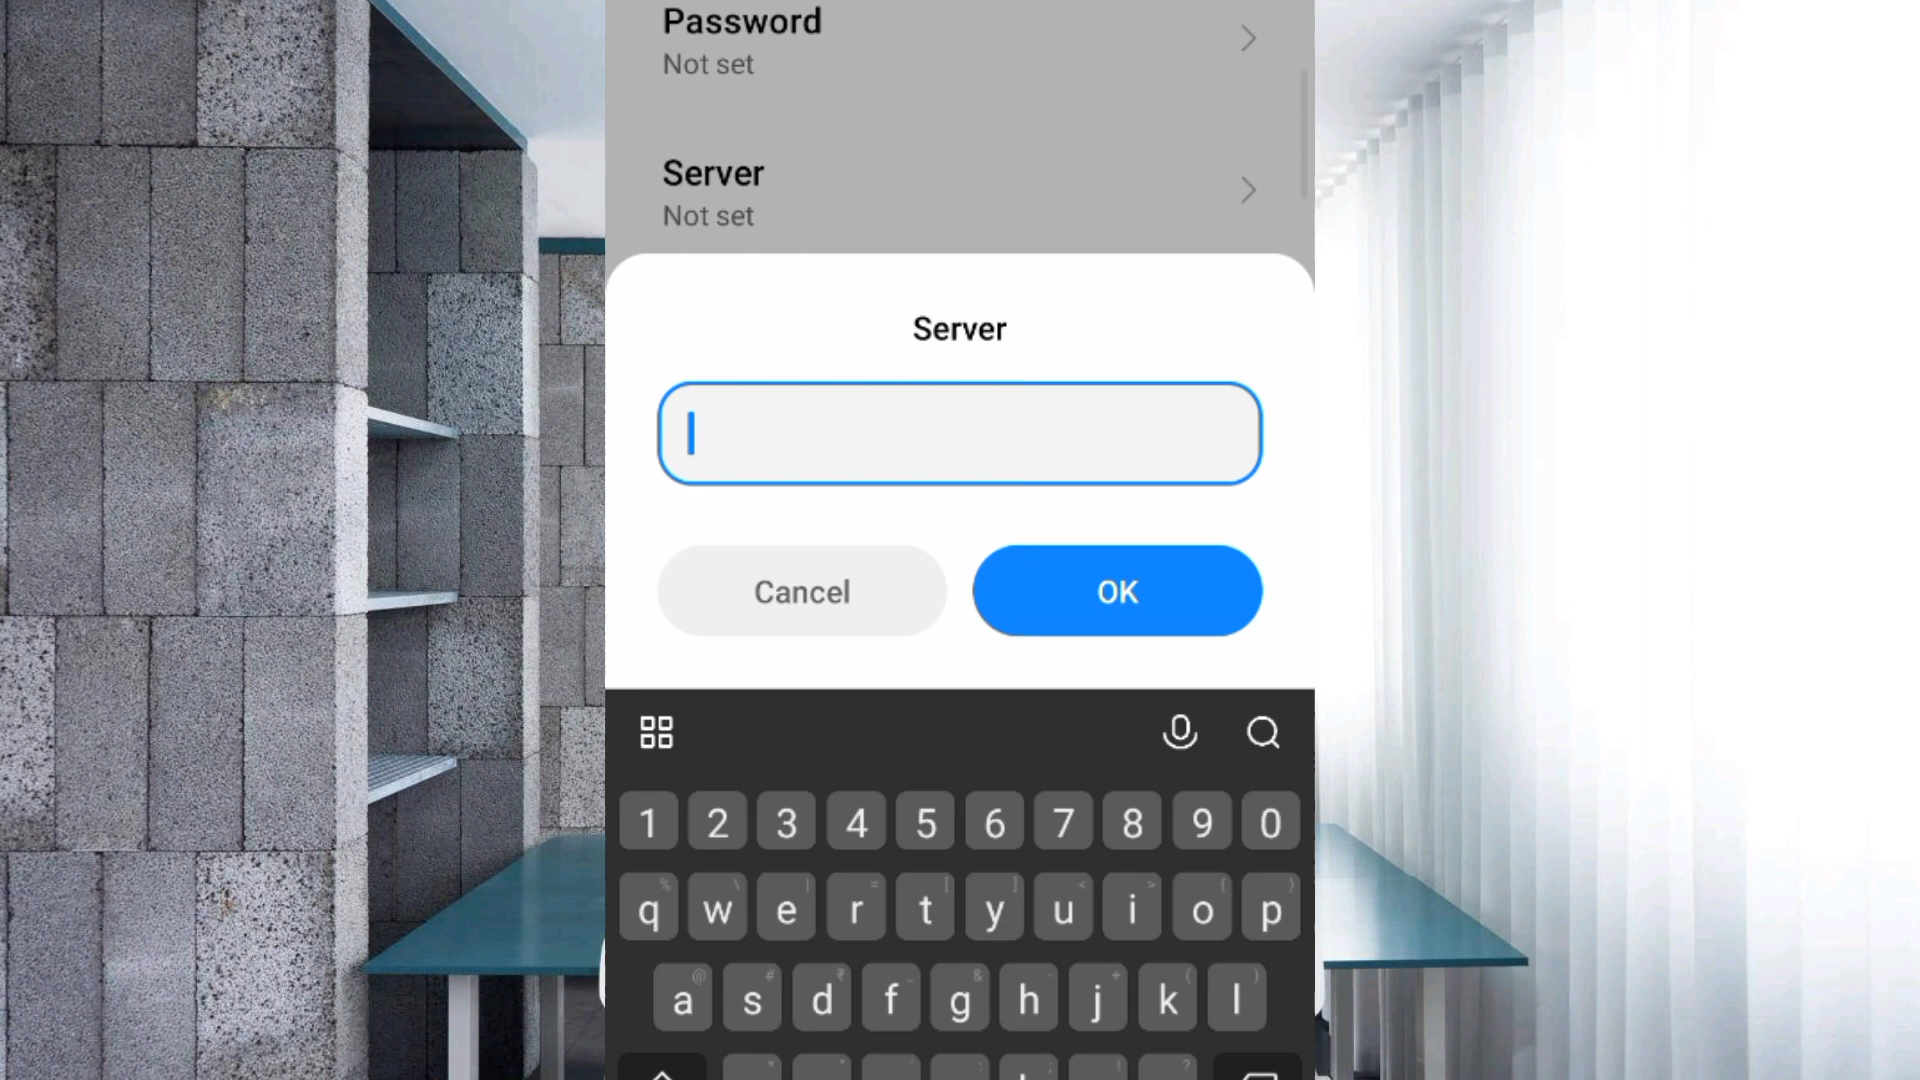 Password
Not set
Server
Not set
Server
Cancel
OK
1 2 3 4 5 6 7 8 9 0
% \ | = [ ] < > { }
q w e r t y u i o p
@ # ₹ _ & - + ( )
a s d f g h j k l